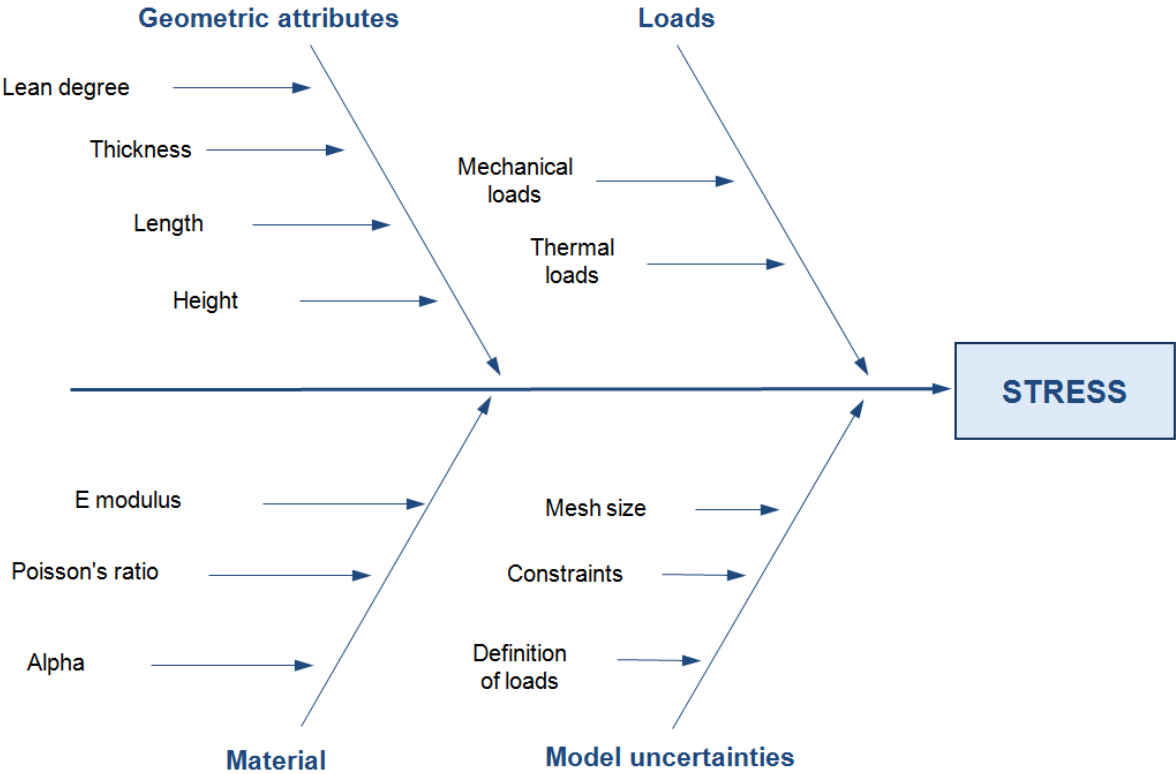 Geometric attributes
Loads
Lean degree
Thickness
Mechanical
loads
Length
Thermal
loads
Height
STRESS
E modulus
Mesh size
Poisson's ratio
Constraints
Alpha
Definition
of loads
Material
Model uncertainties